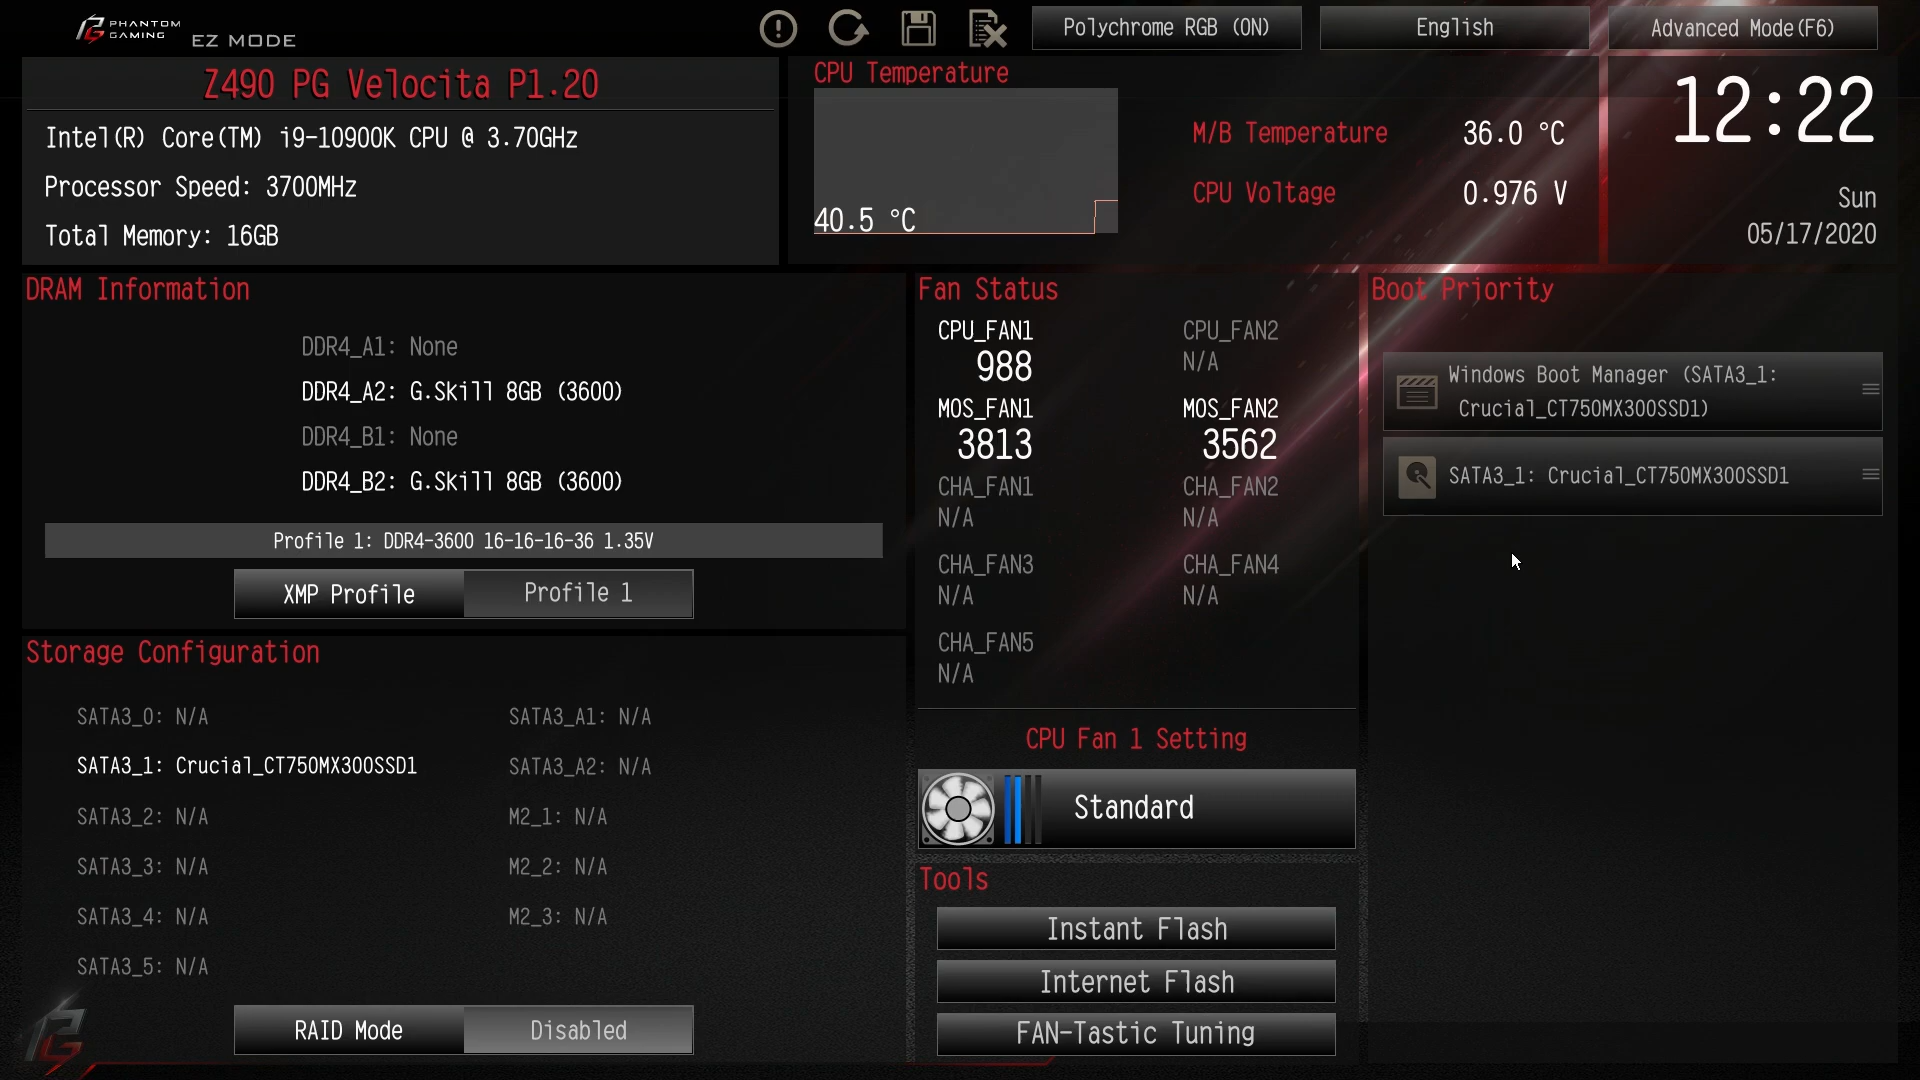 PHANTOM
GAMING
EZ MODE
Polychrome RGB (ON)
English
Advanced Mode(F6)
Z490 PG Velocita P1.20
Intel(R) Core(TM) i9-10900K CPU @ 3.70GHz
Processor Speed: 3700MHz
Total Memory: 16GB
CPU Temperature
40.5 °C
M/B Temperature 36.0 °C
CPU Voltage 0.976 V
12:22
Sun
05/17/2020
DRAM Information
DDR4_A1: None
DDR4_A2: G.Skill 8GB (3600)
DDR4_B1: None
DDR4_B2: G.Skill 8GB (3600)
Profile 1: DDR4-3600 16-16-16-36 1.35V
XMP Profile Profile 1
Storage Configuration
SATA3_0: N/A SATA3_A1: N/A
SATA3_1: Crucial_CT750MX300SSD1 SATA3_A2: N/A
SATA3_2: N/A M2_1: N/A
SATA3_3: N/A M2_2: N/A
SATA3_4: N/A M2_3: N/A
SATA3_5: N/A
RAID Mode Disabled
Fan Status
CPU_FAN1 CPU_FAN2
988 N/A
MOS_FAN1 MOS_FAN2
3813 3562
CHA_FAN1 CHA_FAN2
N/A N/A
CHA_FAN3 CHA_FAN4
N/A N/A
CHA_FAN5
N/A
CPU Fan 1 Setting
Standard
Tools
Instant Flash
Internet Flash
FAN-Tastic Tuning
Boot Priority
Windows Boot Manager (SATA3_1:
Crucial_CT750MX300SSD1)
SATA3_1: Crucial_CT750MX300SSD1